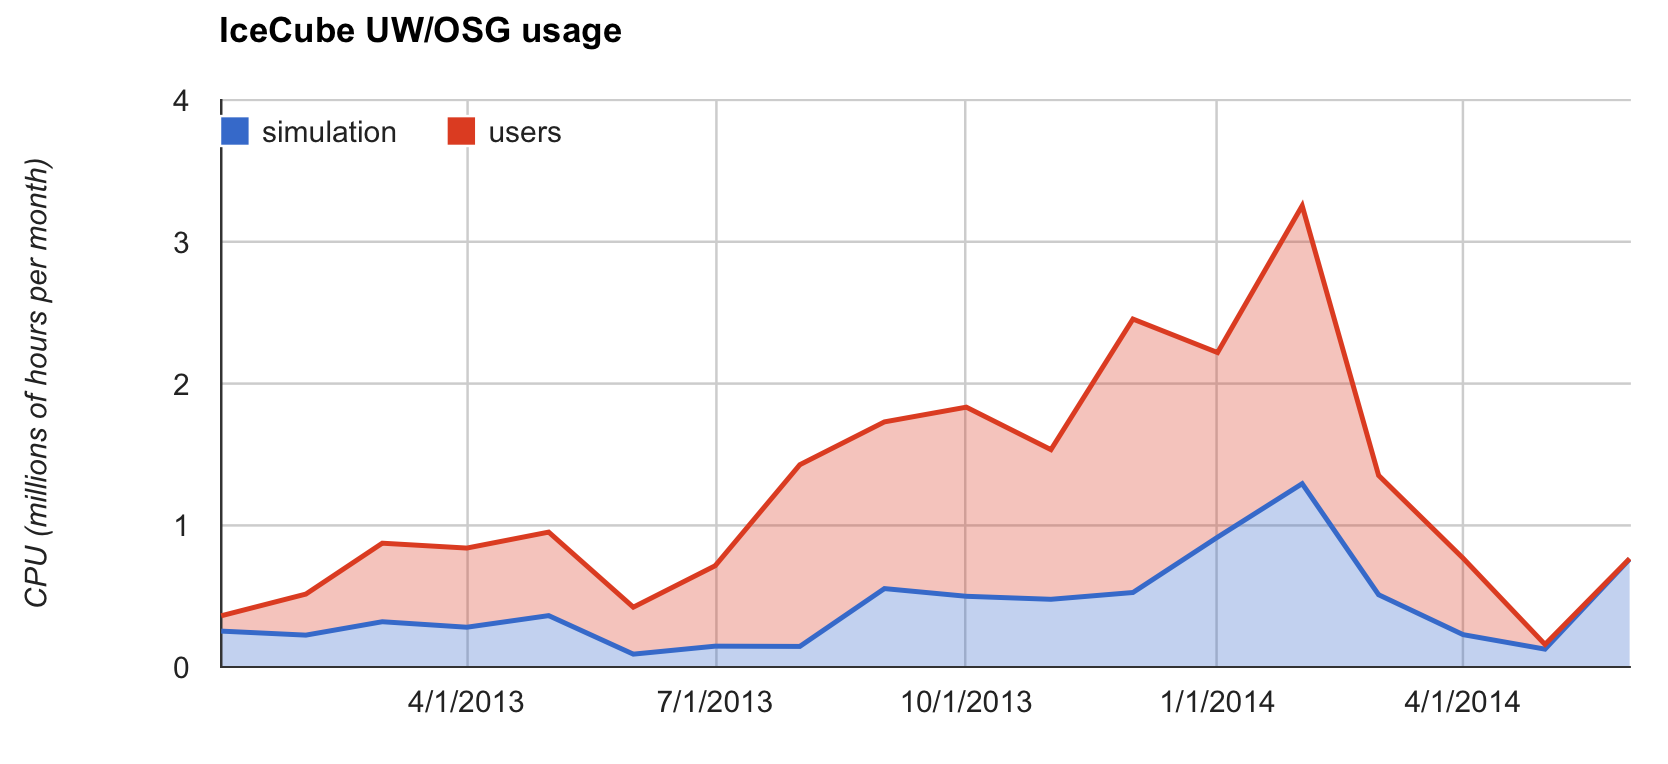 IceCube UW/OSG usage
4
simulation users
3
2
1
0
CPU (millions of hours per month)
4/1/2013 7/1/2013 10/1/2013 1/1/2014 4/1/2014